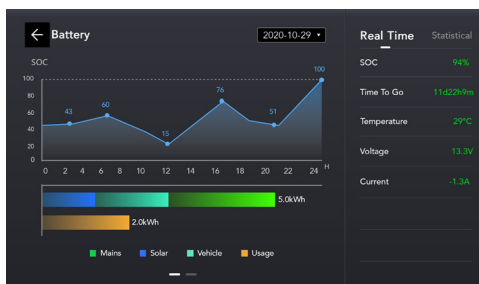 Battery
2020-10-29
SOC
100
80
60
40
20
0
43
60
15
76
51
100
0 2 4 6 8 10 12 14 16 18 20 22 24 H
5.0kWh
2.0kWh
Mains Solar Vehicle Usage
Real Time Statistical
SOC 94%
Time To Go 11d22h9m
Temperature 29°C
Voltage 13.3V
Current -1.3A